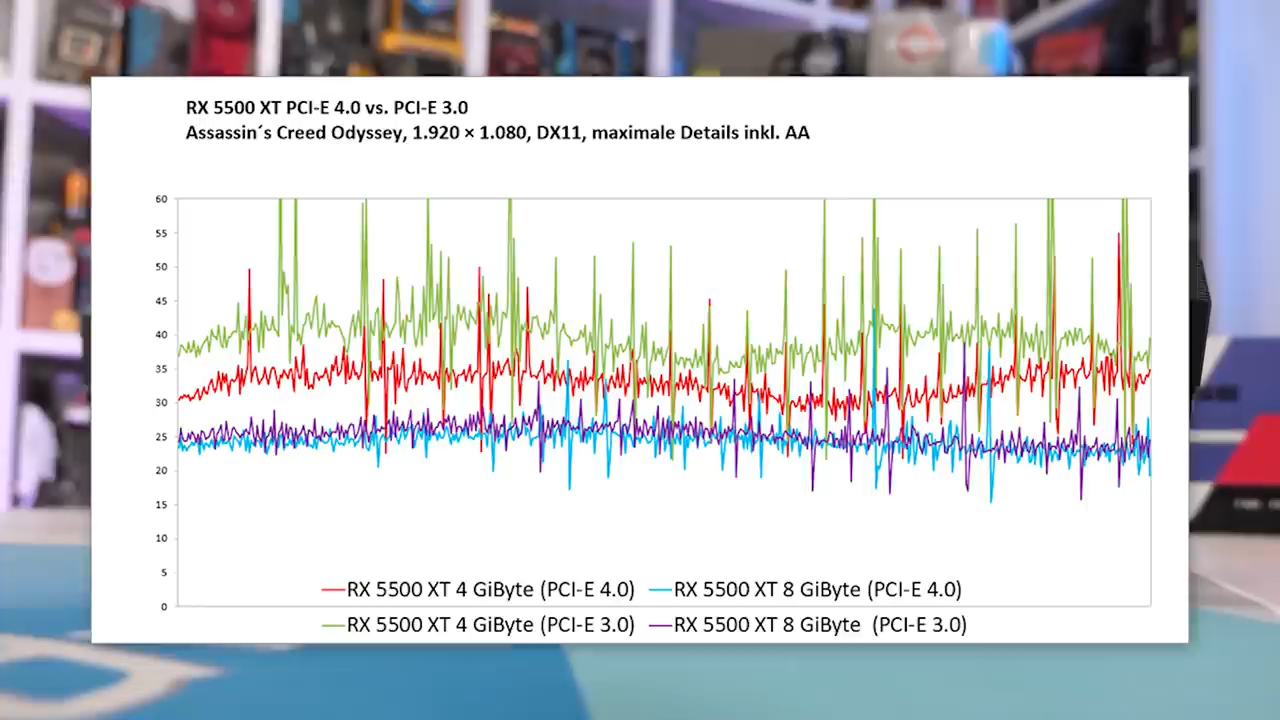 RX 5500 XT PCI-E 4.0 vs. PCI-E 3.0
Assassin´s Creed Odyssey, 1.920 × 1.080, DX11, maximale Details inkl. AA
60
55
50
45
40
35
30
25
20
15
10
5
0
RX 5500 XT 4 GiByte (PCI-E 4.0)
RX 5500 XT 8 GiByte (PCI-E 4.0)
RX 5500 XT 4 GiByte (PCI-E 3.0)
RX 5500 XT 8 GiByte  (PCI-E 3.0)